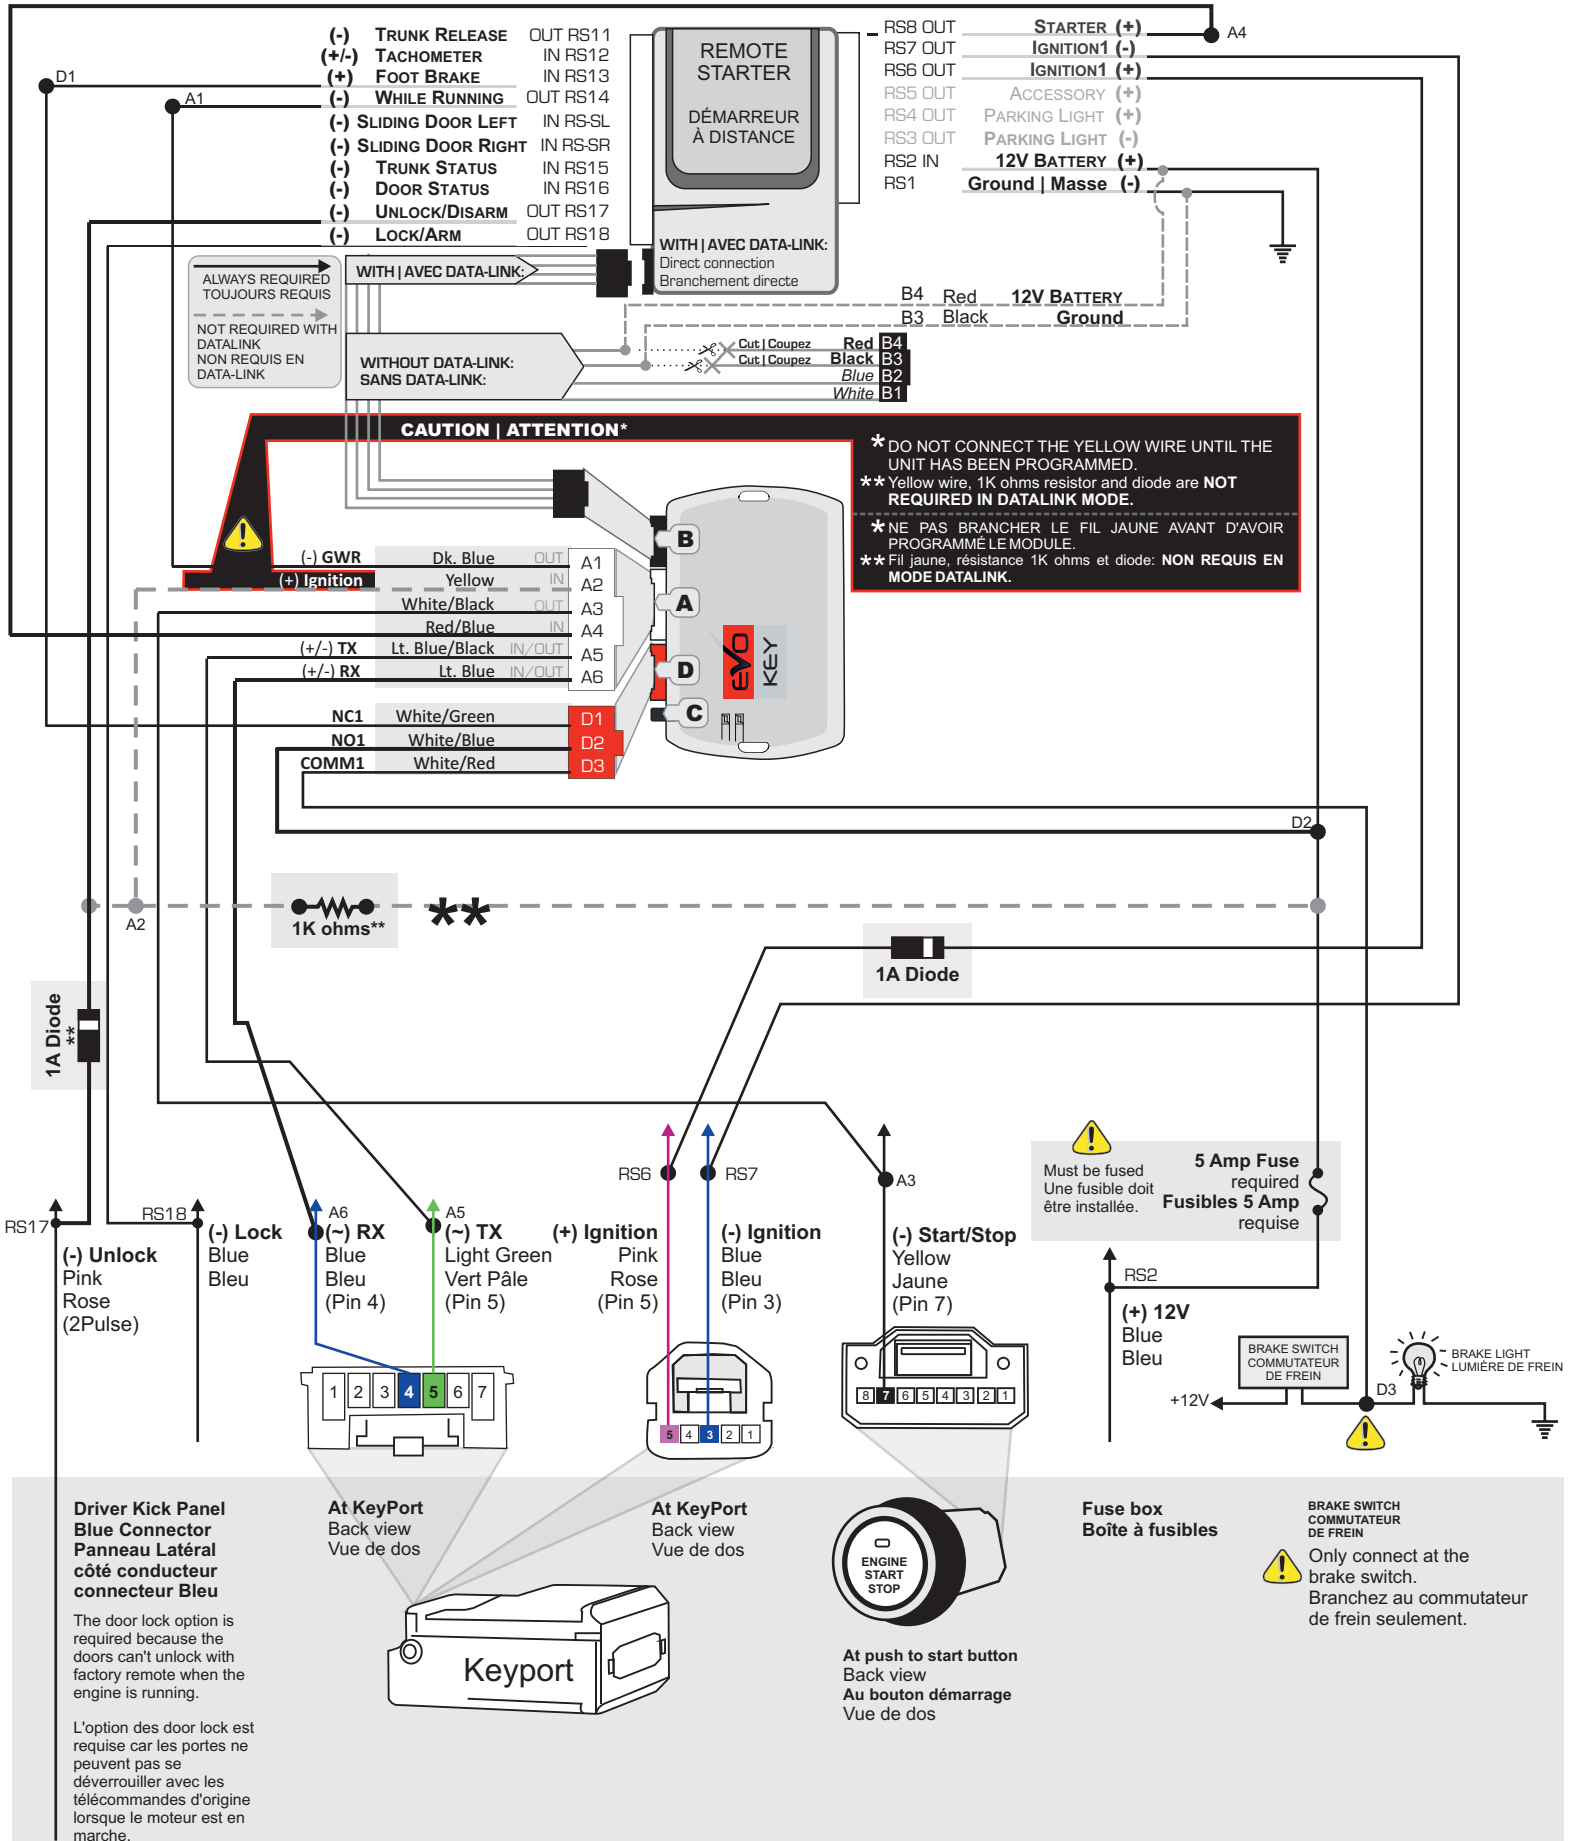 (-) TRUNK RELEASE OUT RS11
(+/-) TACHOMETER IN RS12
(+) FOOT BRAKE IN RS13
(-) WHILE RUNNING OUT RS14
(-) SLIDING DOOR LEFT IN RS-SL
(-) SLIDING DOOR RIGHT IN RS-SR
(-) TRUNK STATUS IN RS15
(-) DOOR STATUS IN RS16
(-) UNLOCK/DISARM OUT RS17
(-) LOCK/ARM OUT RS18
D1
A1
REMOTE
STARTER
DÉMARREUR
À DISTANCE
WITH | AVEC DATA-LINK:
Direct connection
Branchement directe
RS8 OUT STARTER (+)
A4
RS7 OUT IGNITION1 (-)
RS6 OUT IGNITION1 (+)
RS5 OUT ACCESSORY (+)
RS4 OUT PARKING LIGHT (+)
RS3 OUT PARKING LIGHT (-)
RS2 IN 12V BATTERY (+)
RS1 Ground | Masse (-)
ALWAYS REQUIRED
TOUJOURS REQUIS
NOT REQUIRED WITH
DATALINK
NON REQUIS EN
DATA-LINK
WITH | AVEC DATA-LINK:
WITHOUT DATA-LINK:
SANS DATA-LINK:
B4 Red 12V BATTERY
B3 Black Ground
Cut | Coupez Red B4
Cut | Coupez Black B3
Blue B2
White B1
CAUTION | ATTENTION*
* DO NOT CONNECT THE YELLOW WIRE UNTIL THE
UNIT HAS BEEN PROGRAMMED.
** Yellow wire, 1K ohms resistor and diode are NOT
REQUIRED IN DATALINK MODE.
* NE PAS BRANCHER LE FIL JAUNE AVANT D'AVOIR
PROGRAMMÉ LE MODULE.
** Fil jaune, résistance 1K ohms et diode: NON REQUIS EN
MODE DATALINK.
(-) GWR Dk. Blue OUT A1
(+) Ignition Yellow IN A2
White/Black OUT A3
Red/Blue IN A4
(+/-) TX Lt. Blue/Black IN/OUT A5
(+/-) RX Lt. Blue IN/OUT A6
NC1 White/Green D1
NO1 White/Blue D2
COMM1 White/Red D3
B
A
D
C
EVO
KEY
D2
A2
1K ohms**
**
1A Diode
1A Diode
**
RS17
(-) Unlock
Pink
Rose
(2Pulse)
RS18
(-) Lock
Blue
Bleu
A6
(~) RX
Blue
Bleu
(Pin 4)
A5
(~) TX
Light Green
Vert Pâle
(Pin 5)
RS6
(+) Ignition
Pink
Rose
(Pin 5)
RS7
(-) Ignition
Blue
Bleu
(Pin 3)
A3
(-) Start/Stop
Yellow
Jaune
(Pin 7)
Must be fused
Une fusible doit
être installée.
5 Amp Fuse
required
Fusibles 5 Amp
requise
RS2
(+) 12V
Blue
Bleu
BRAKE SWITCH
COMMUTATEUR
DE FREIN
BRAKE LIGHT
LUMIÈRE DE FREIN
+12V
D3
1 2 3 4 5 6 7
5 4 3 2 1
8 7 6 5 4 3 2 1
Driver Kick Panel
Blue Connector
Panneau Latéral
côté conducteur
connecteur Bleu
The door lock option is
required because the
doors can't unlock with
factory remote when the
engine is running.
L'option des door lock est
requise car les portes ne
peuvent pas se
déverrouiller avec les
télécommandes d'origine
lorsque le moteur est en
marche.
At KeyPort
Back view
Vue de dos
Keyport
At KeyPort
Back view
Vue de dos
ENGINE
START
STOP
At push to start button
Back view
Au bouton démarrage
Vue de dos
Fuse box
Boîte à fusibles
BRAKE SWITCH
COMMUTATEUR
DE FREIN
Only connect at the
brake switch.
Branchez au commutateur
de frein seulement.